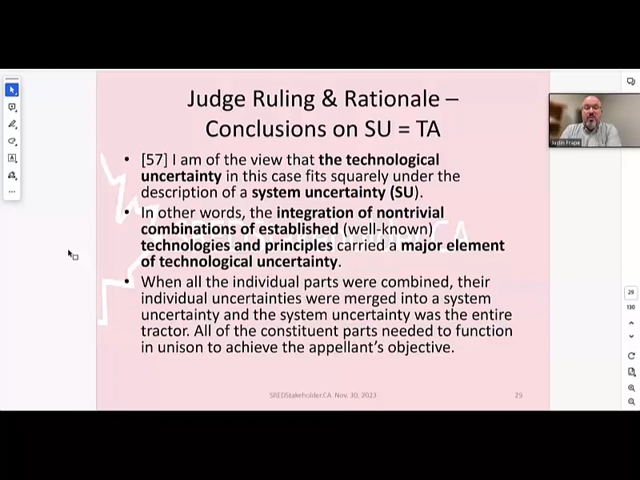 Judge Ruling & Rationale –
Conclusions on SU = TA
• [57] I am of the view that the technological
uncertainty in this case fits squarely under the
description of a system uncertainty (SU).
• In other words, the integration of nontrivial
combinations of established (well-known)
technologies and principles carried a major element
of technological uncertainty.
• When all the individual parts were combined, their
individual uncertainties were merged into a system
uncertainty and the system uncertainty was the entire
tractor. All of the constituent parts needed to function
in unison to achieve the appellant's objective.
SREDStakeholder.CA Nov. 30, 2023
29
29
130